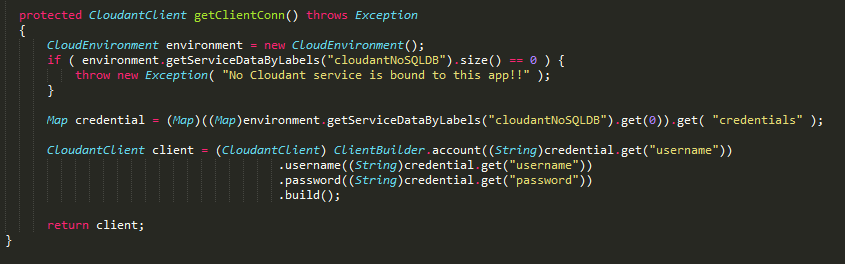 protected CloudantClient getClientConn() throws Exception
{
CloudEnvironment environment = new CloudEnvironment();
if ( environment.getServiceDataByLabels("cloudantNoSQLDB").size() == 0 ) {
throw new Exception( "No Cloudant service is bound to this app!!" );
}
Map credential = (Map)((Map)environment.getServiceDataByLabels("cloudantNoSQLDB").get(0)).get( "credentials" );
CloudantClient client = (CloudantClient) ClientBuilder.account((String)credential.get("username"))
.username((String)credential.get("username"))
.password((String)credential.get("password"))
.build();
return client;
}